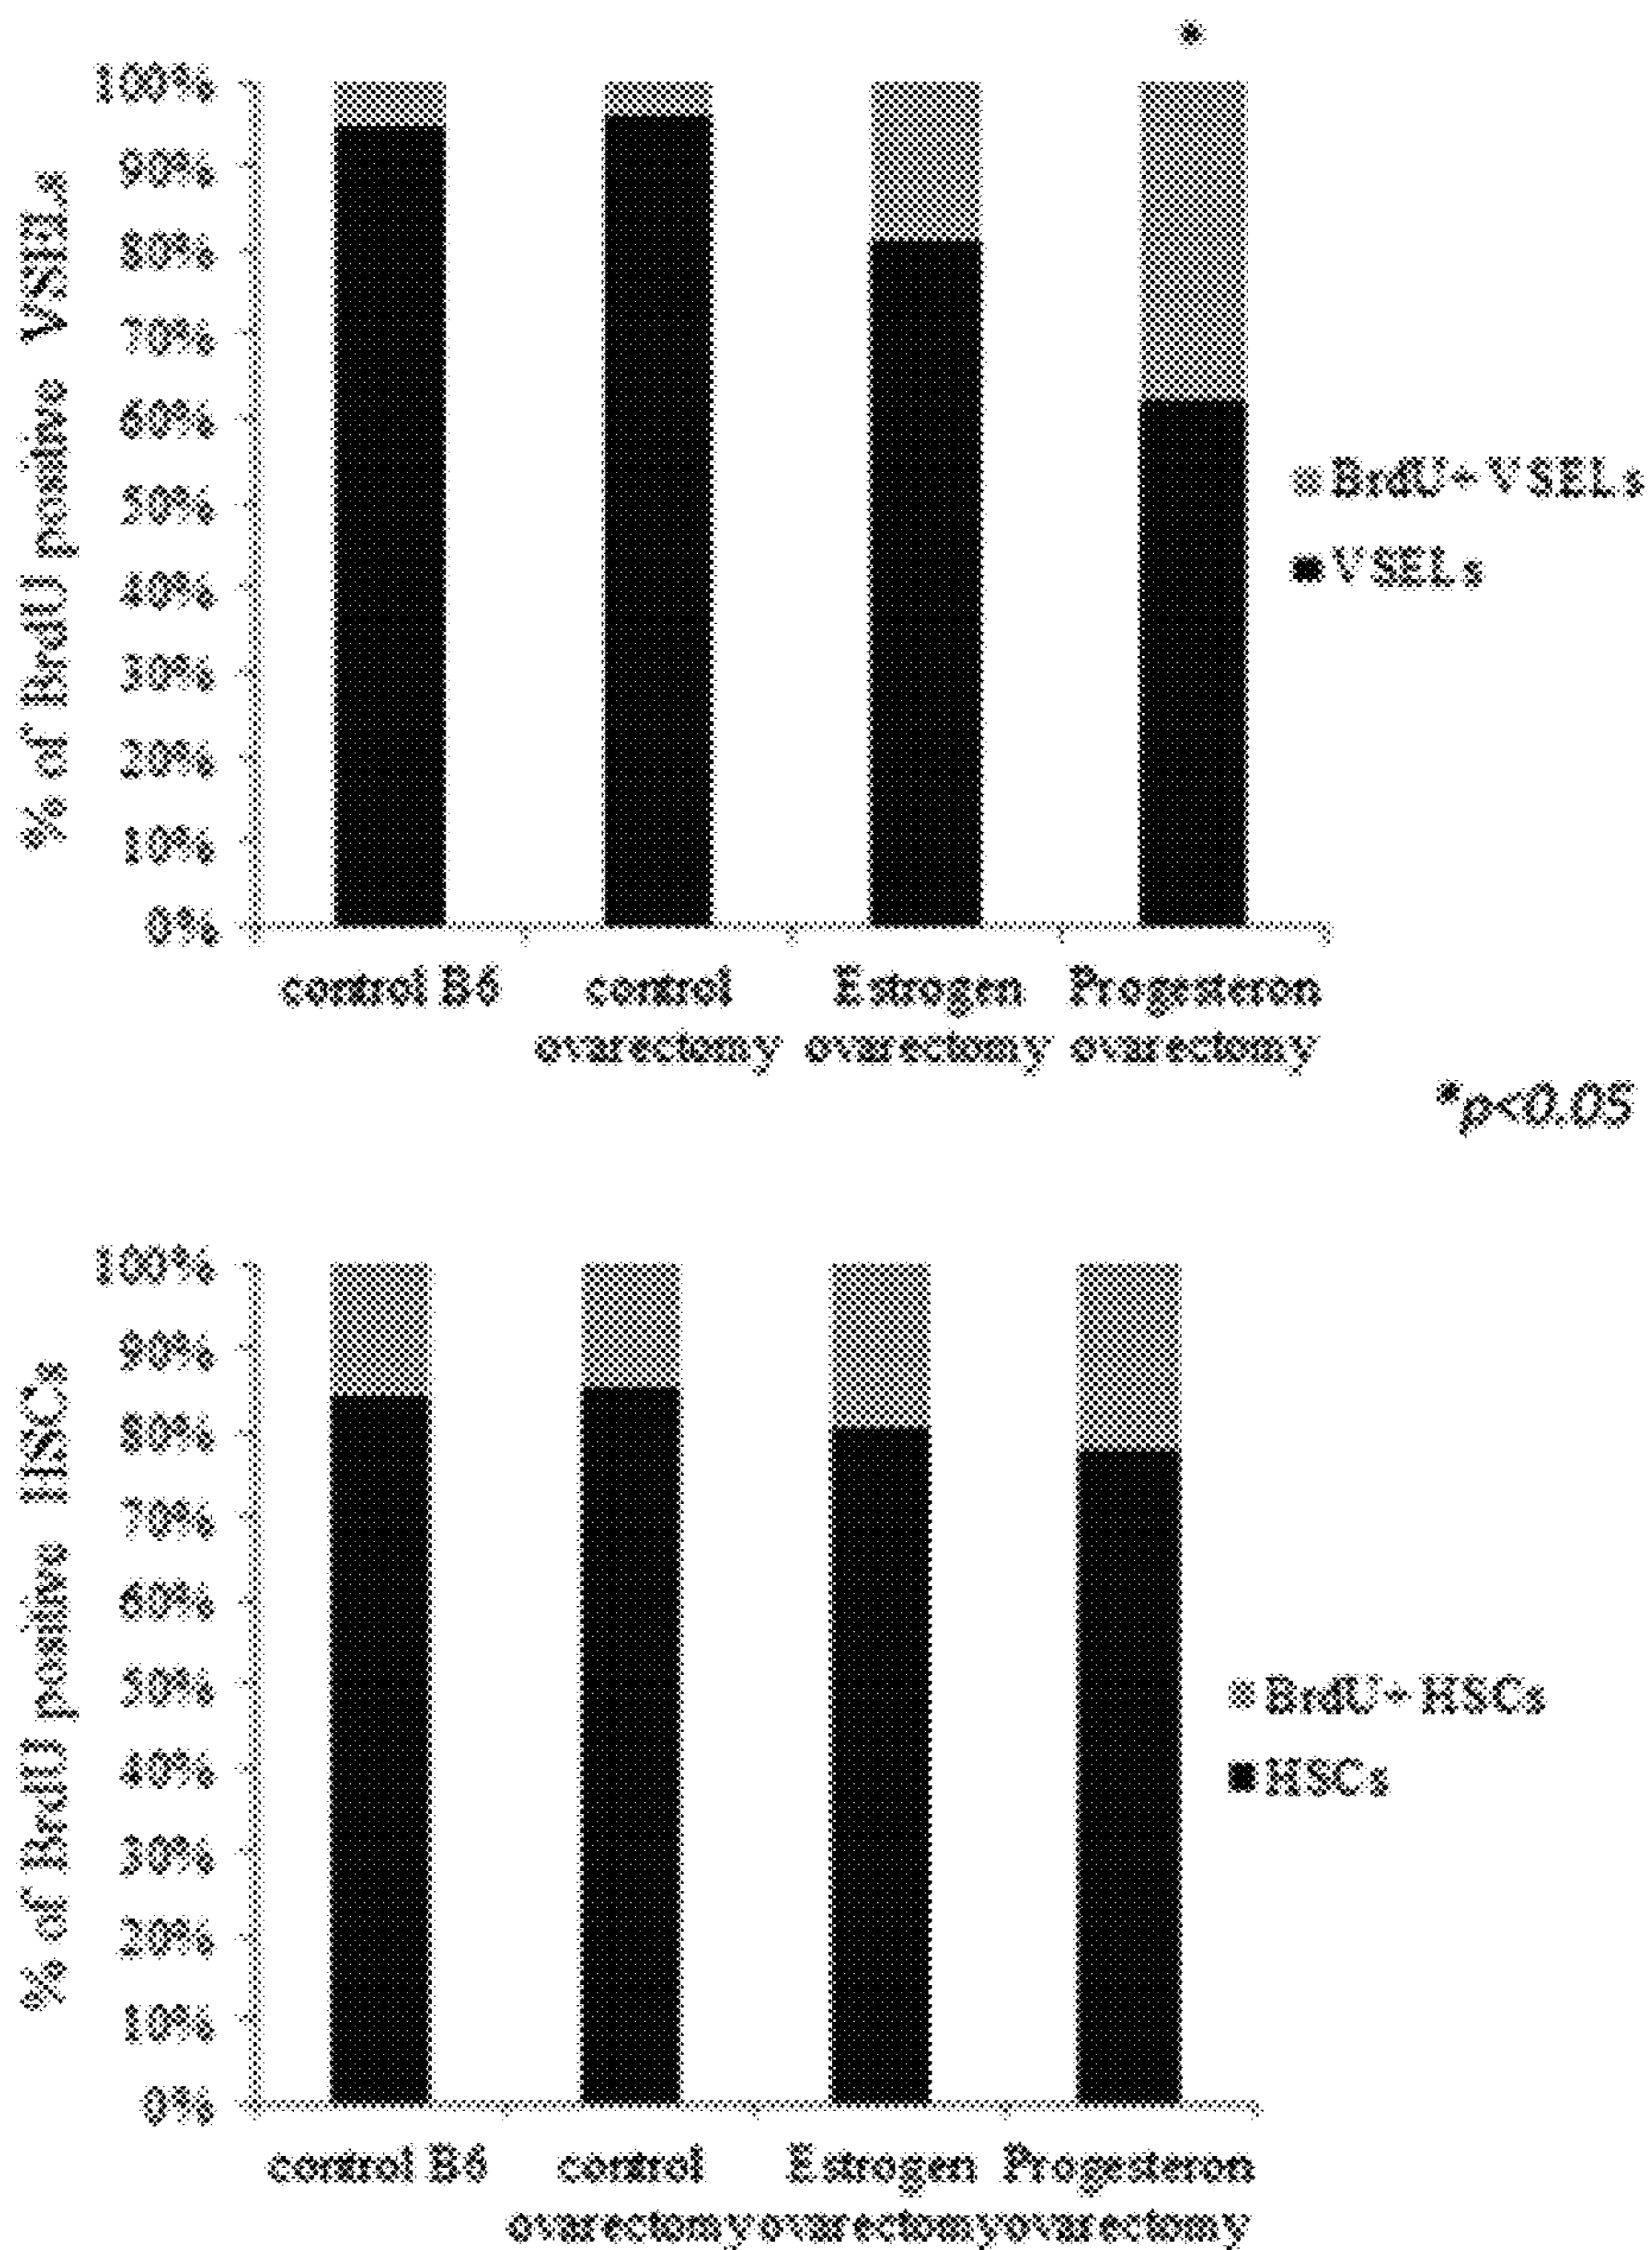 *
100%
90%
80%
70%
60%
50%
40%
30%
20%
10%
0%
% of BrdU positive VSELs
BrdU+ VSELs
VSELs
control B6
control ovarectomy
Estrogen ovarectomy
Progesteron ovarectomy
*p<0.05
100%
90%
80%
70%
60%
50%
40%
30%
20%
10%
0%
% of BrdU positive HSCs
BrdU+ HSCs
HSCs
control B6
control ovarectomy
Estrogen ovarectomy
Progesteron ovarectomy